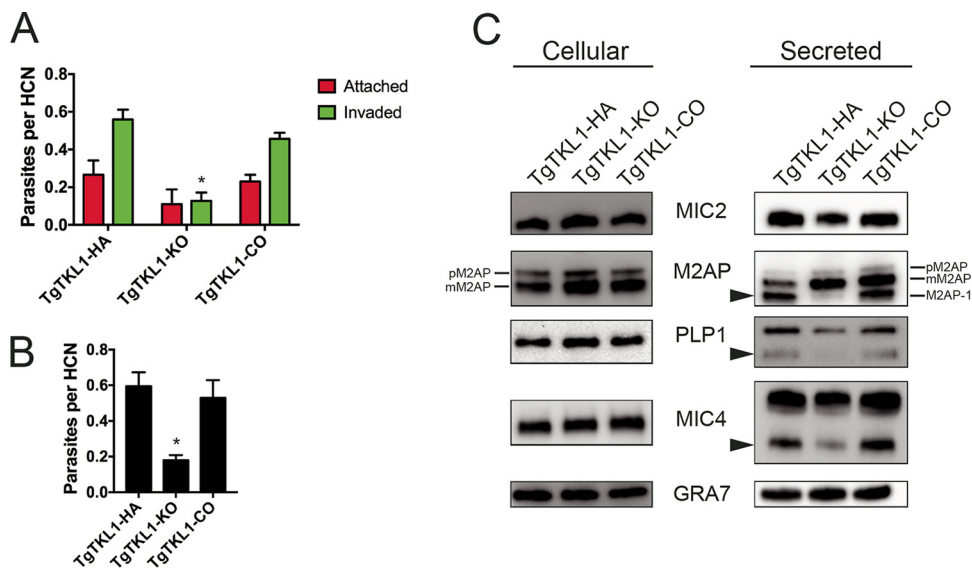 A
Parasites per HCN
0.8
0.6
0.4
0.2
0.0
Attached
Invaded
*
TgTKL1-HA
TgTKL1-KO
TgTKL1-CO
B
Parasites per HCN
0.8
0.6
0.4
0.2
0.0
*
TgTKL1-HA
TgTKL1-KO
TgTKL1-CO
C
Cellular
Secreted
TgTKL1-HA
TgTKL1-KO
TgTKL1-CO
TgTKL1-HA
TgTKL1-KO
TgTKL1-CO
MIC2
pM2AP
mM2AP
M2AP
pM2AP
mM2AP
M2AP-1
PLP1
MIC4
GRA7